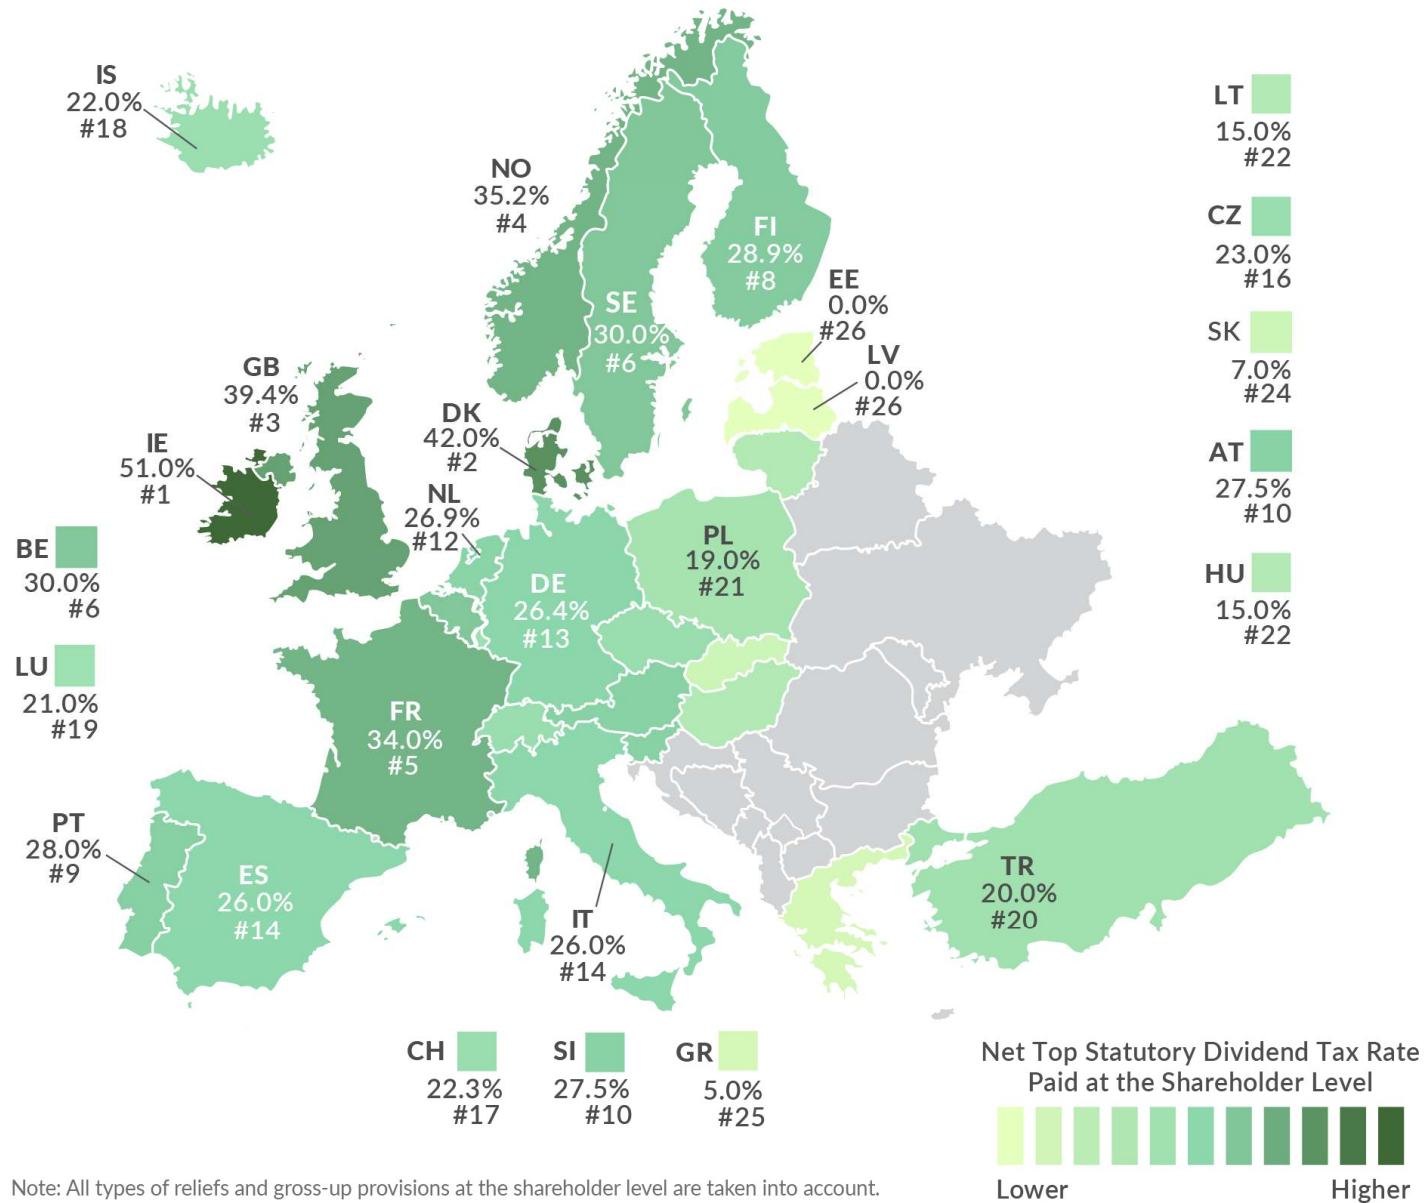 IS
22.0%
#18
NO
35.2%
#4
FI
28.9%
#8
SE
30.0%
#6
EE
0.0%
#26
LV
0.0%
#26
GB
39.4%
#3
IE
51.0%
#1
DK
42.0%
#2
NL
26.9%
#12
BE
30.0%
#6
LU
21.0%
#19
DE
26.4%
#13
PL
19.0%
#21
FR
34.0%
#5
PT
28.0%
#9
ES
26.0%
#14
IT
26.0%
#14
TR
20.0%
#20
LT
15.0%
#22
CZ
23.0%
#16
SK
7.0%
#24
AT
27.5%
#10
HU
15.0%
#22
CH
22.3%
#17
SI
27.5%
#10
GR
5.0%
#25
Net Top Statutory Dividend Tax Rate
Paid at the Shareholder Level
Lower
Higher
Note: All types of reliefs and gross-up provisions at the shareholder level are taken into account.